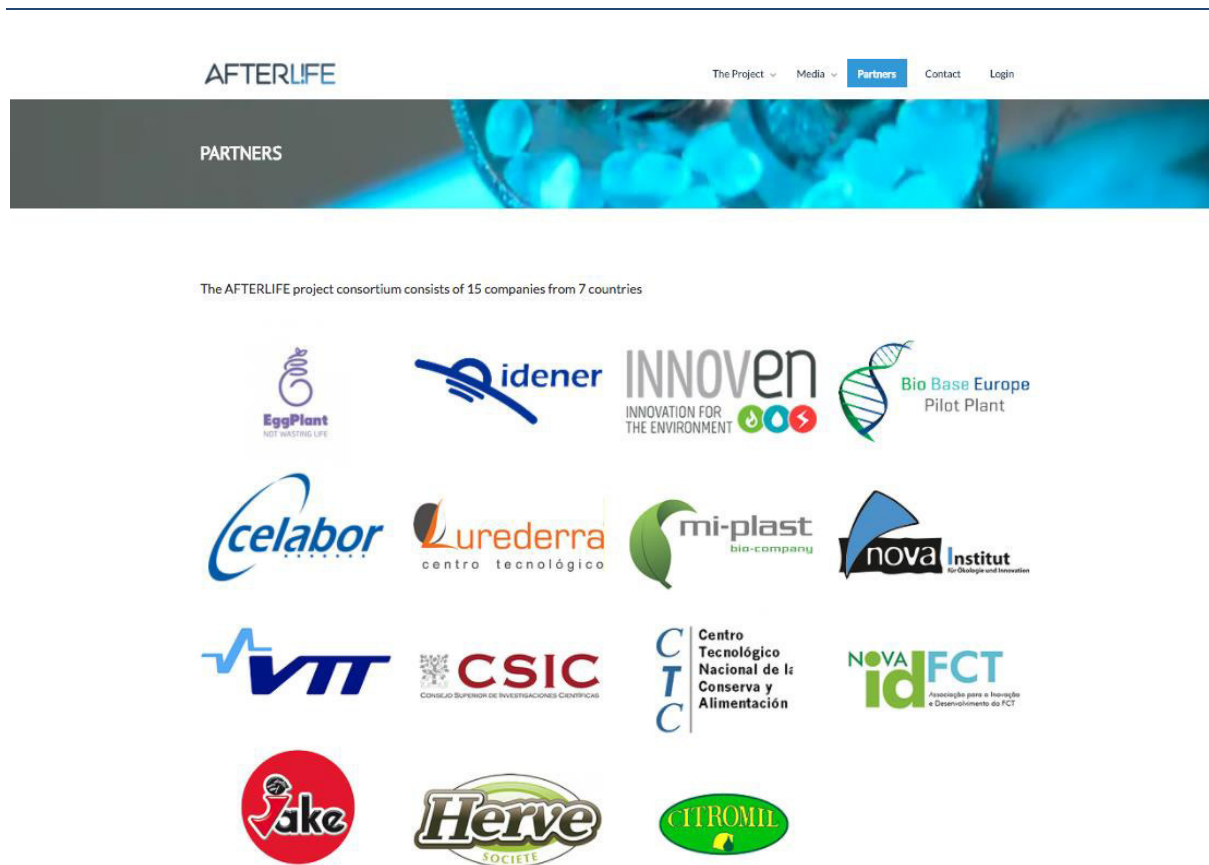 AFTERLIFE
The Project Media Partners Contact Login
PARTNERS
The AFTERLIFE project consortium consists of 15 companies from 7 countries
EggPlant
NOT WASTING LIFE
idener
INNOVEN
INNOVATION FOR
THE ENVIRONMENT
Bio Base Europe
Pilot Plant
celabor
Lurederra
centro tecnológico
mi-plast
bio-company
nova Institut
für Ökologie und Innovation
VTT
CSIC
CONSEJO SUPERIOR DE INVESTIGACIONES CIENTÍFICAS
CTC
Centro
Tecnológico
Nacional de la
Conserva y
Alimentación
NOVA
id FCT
Associação para a Inovação
e Desenvolvimento da FCT
Jake
Herve
SOCIETE
CITROMIL